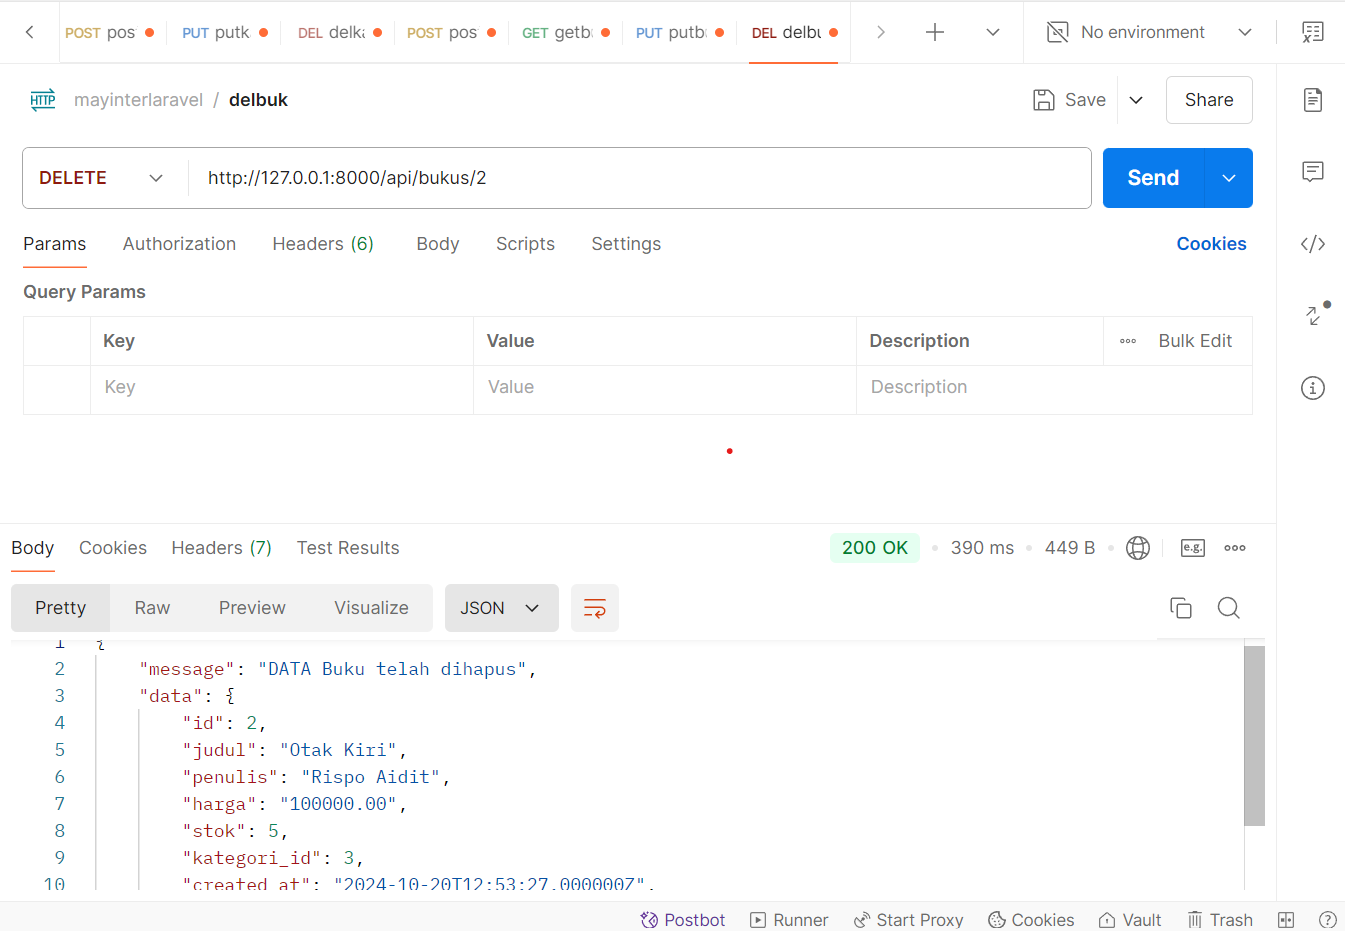 POST pos PUT putk DEL delka POST pos GET getb PUT putbu DEL delbu No environment
HTTP mayinterlaravel / delbuk Save Share
DELETE http://127.0.0.1:8000/api/bukus/2 Send
Params Authorization Headers (6) Body Scripts Settings Cookies
Query Params
Key Value Description Bulk Edit
Key Value Description
Body Cookies Headers (7) Test Results 200 OK 390 ms 449 B e.g.
Pretty Raw Preview Visualize JSON
1 {
2 "message": "DATA Buku telah dihapus",
3 "data": {
4 "id": 2,
5 "judul": "Otak Kiri",
6 "penulis": "Rispo Aidit",
7 "harga": "100000.00",
8 "stok": 5,
9 "kategori_id": 3,
10 "created_at": "2024-10-20T12:53:27.000000Z",
Postbot Runner Start Proxy Cookies Vault Trash